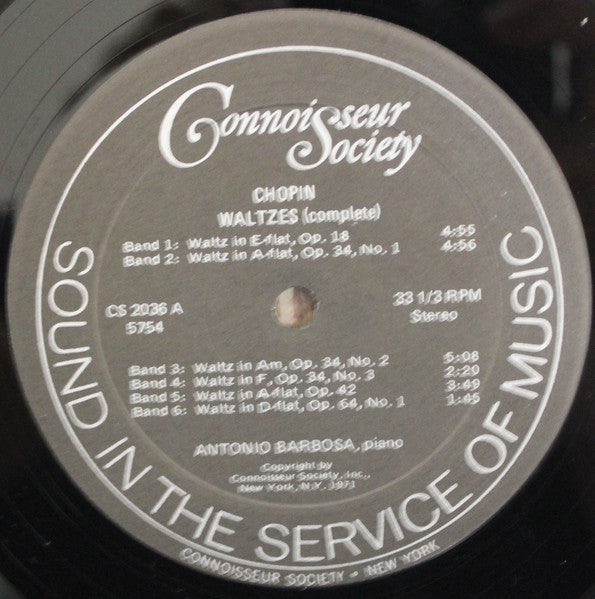 Connoisseur
Society
CHOPIN
WALTZES (complete)
Band 1: Waltz in E-flat, Op. 18 4:55
Band 2: Waltz in A-flat, Op. 34, No. 1 4:56
CS 2036 A 33 1/3 RPM
5754 Stereo
Band 3: Waltz in Am, Op. 34, No. 2 5:08
Band 4: Waltz in F, Op. 34, No. 3 2:20
Band 5: Waltz in A-flat, Op. 42 3:49
Band 6: Waltz in D-flat, Op. 64, No. 1 1:45
ANTONIO BARBOSA, piano
Copyright by
Connoisseur Society, Inc.,
New York, N.Y. 1971
SOUND IN THE SERVICE OF MUSIC
CONNOISSEUR SOCIETY • NEW YORK